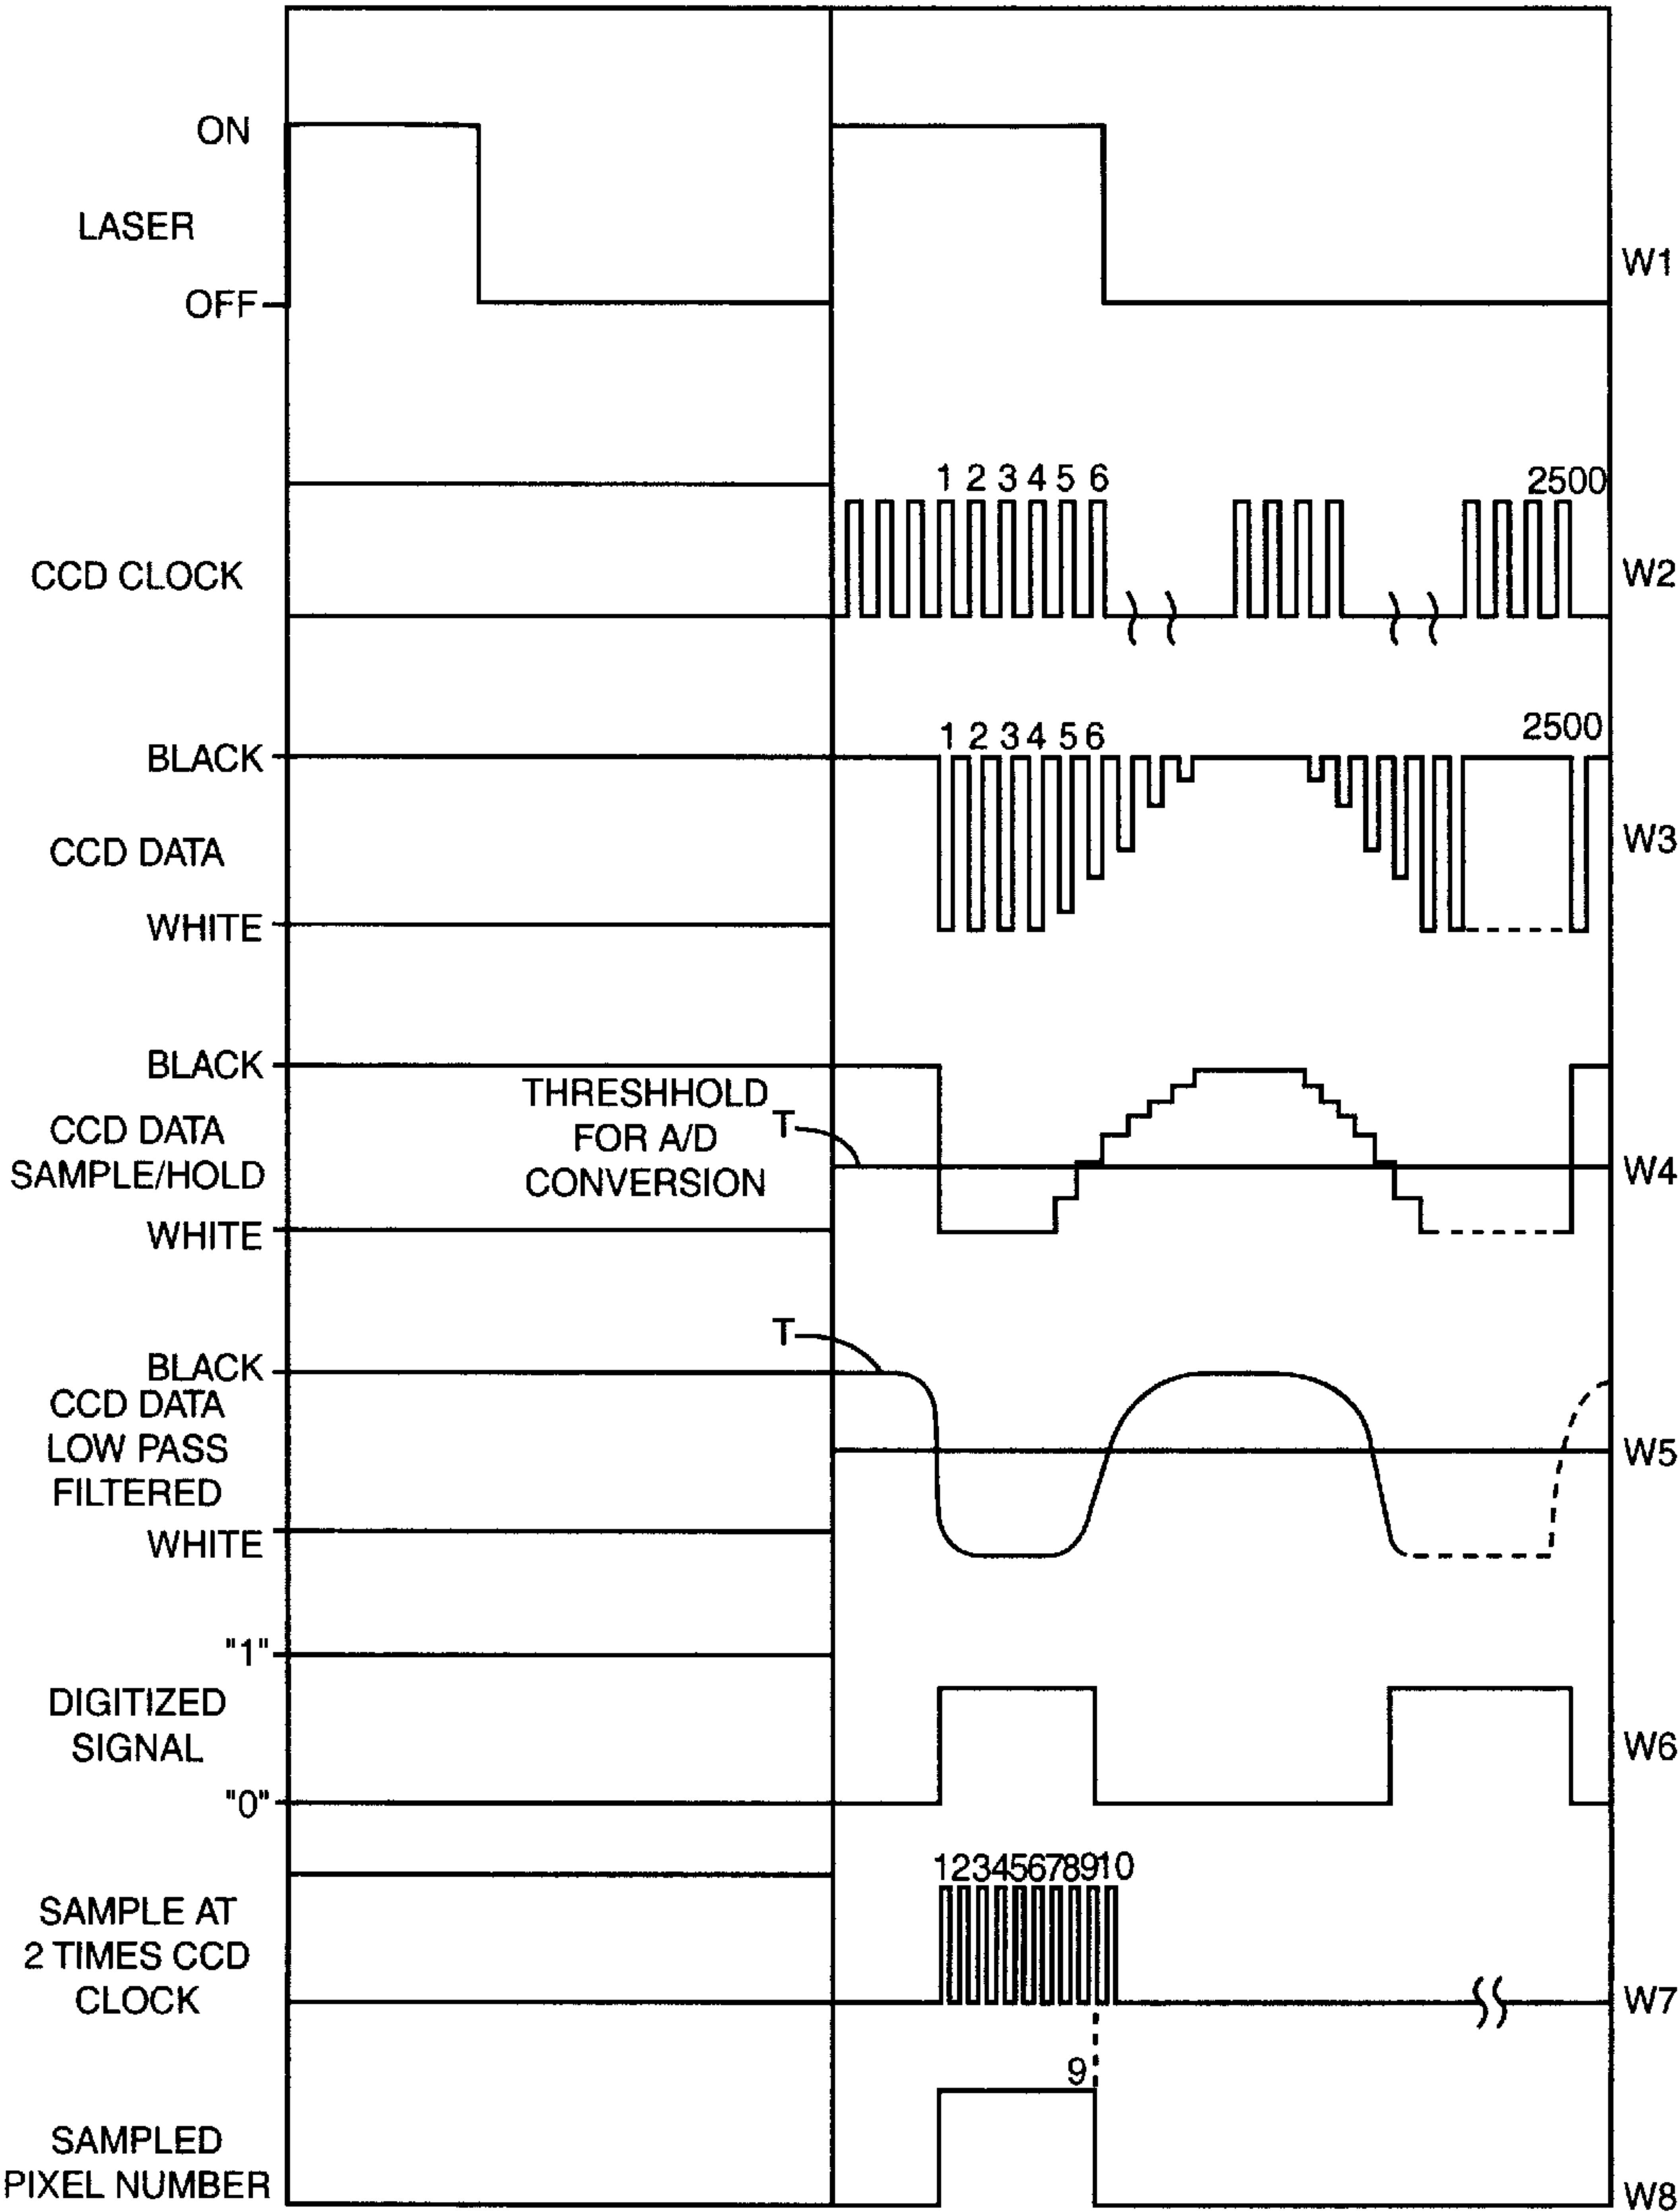 ON
LASER
W1
OFF
1 2 3 4 5 6
2500
CCD CLOCK
W2
1 2 3 4 5 6
2500
BLACK
CCD DATA
W3
WHITE
BLACK
THRESHHOLD
FOR A/D
CONVERSION
T
CCD DATA
SAMPLE/HOLD
W4
WHITE
T
BLACK
CCD DATA
LOW PASS
FILTERED
W5
WHITE
"1"
DIGITIZED
SIGNAL
W6
"0"
12345678910
SAMPLE AT
2 TIMES CCD
CLOCK
W7
9
SAMPLED
PIXEL NUMBER
W8